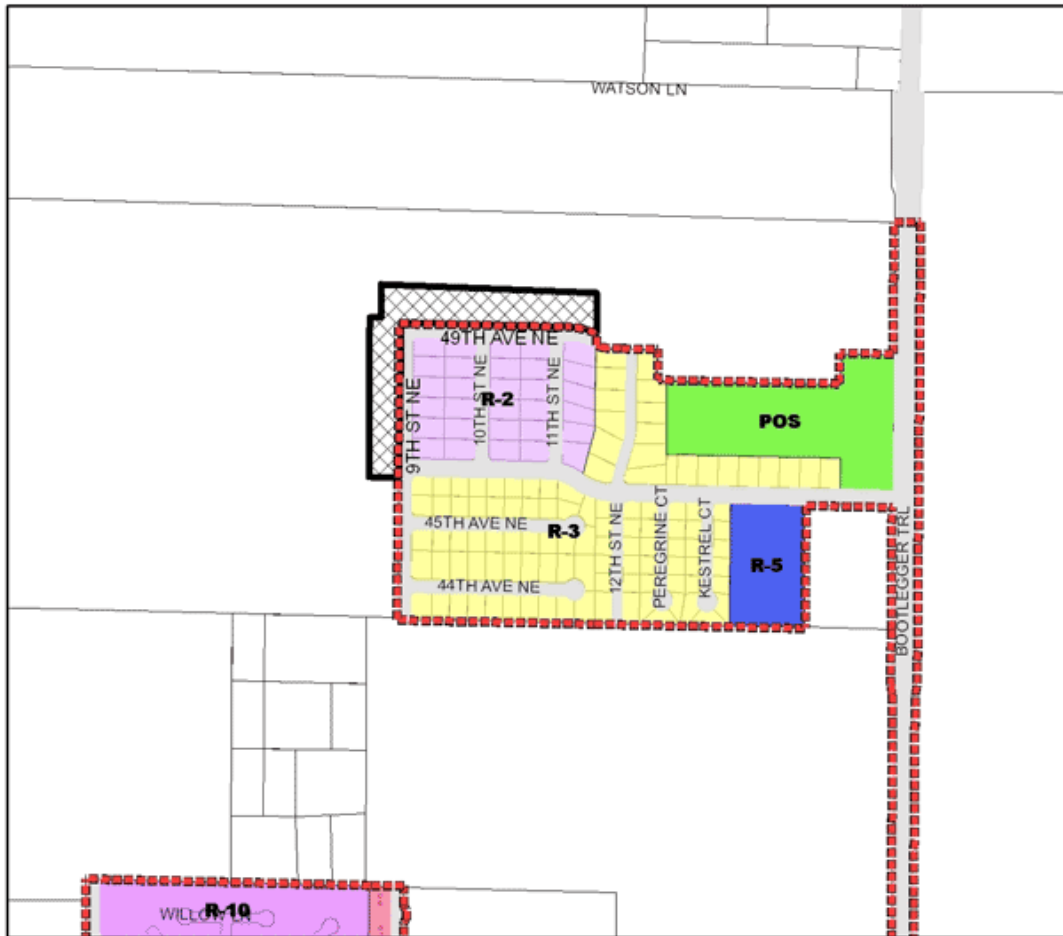 WATSON LN
49TH AVE NE
9TH ST NE
10TH ST NE
11TH ST NE
R-2
POS
45TH AVE NE
R-3
44TH AVE NE
12TH ST NE
PEREGRINE CT
KESTREL CT
R-5
BOOTLEGGER TRL
WILLOW LN
R-10